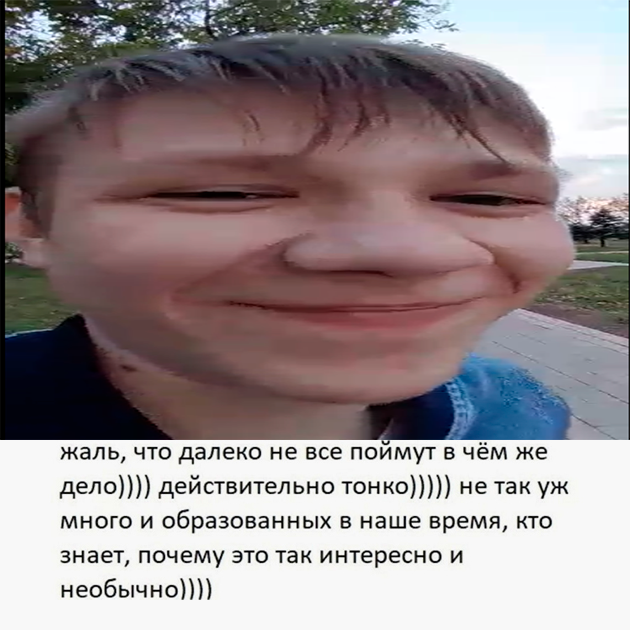 жаль, что далеко не все поймут в чём же
дело)))) действительно тонко))))) не так уж
много и образованных в наше время, кто
знает, почему это так интересно и
необычно))))